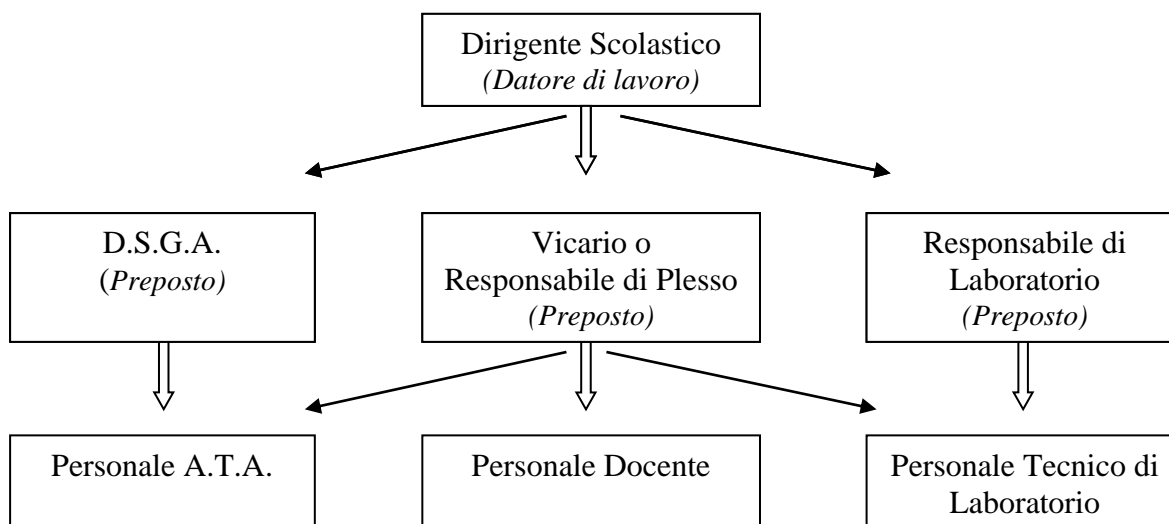 Dirigente Scolastico
(Datore di lavoro)
D.S.G.A.
(Preposto)
Vicario o
Responsabile di Plesso
(Preposto)
Responsabile di
Laboratorio
(Preposto)
Personale A.T.A.
Personale Docente
Personale Tecnico di
Laboratorio